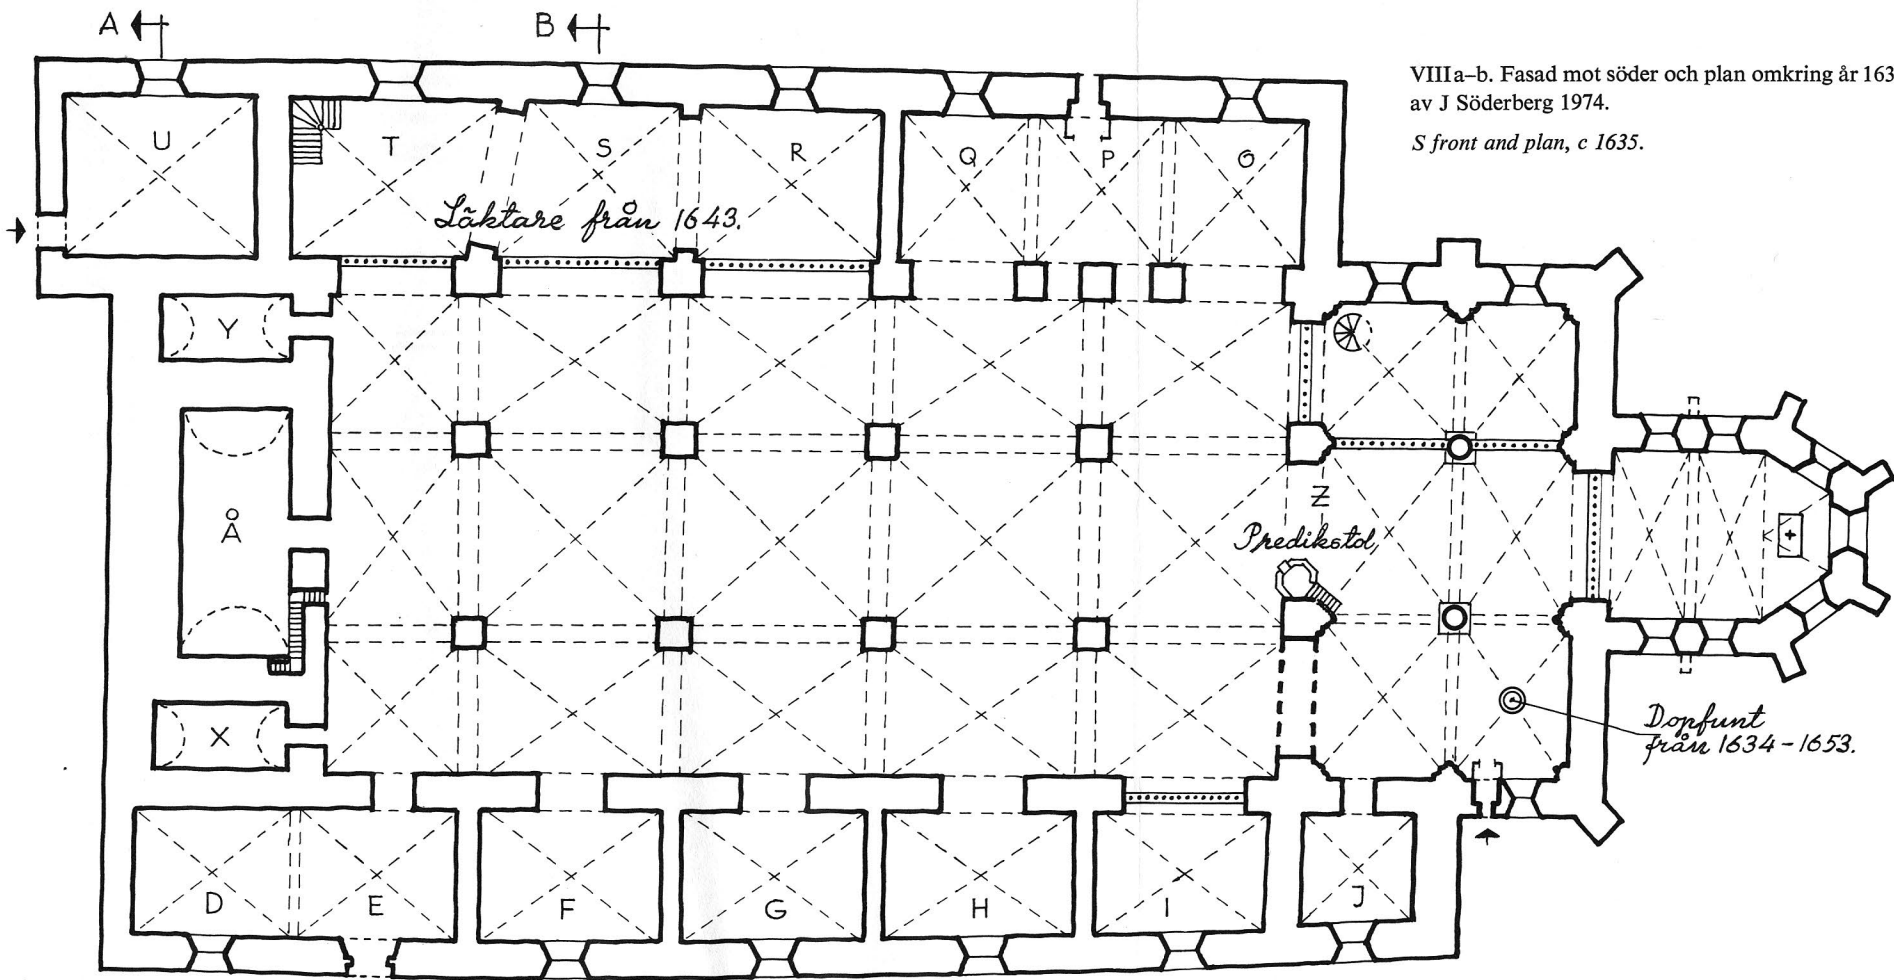 A
B
VIIIa–b. Fasad mot söder och plan omkring år 163
av J Söderberg 1974.
S front and plan, c 1635.
U
T
S
R
Q
P
O
Läktare från 1643.
Y
Å
Z
Predikstol
X
Dopfunt
från 1634-1653.
D
E
F
G
H
I
J